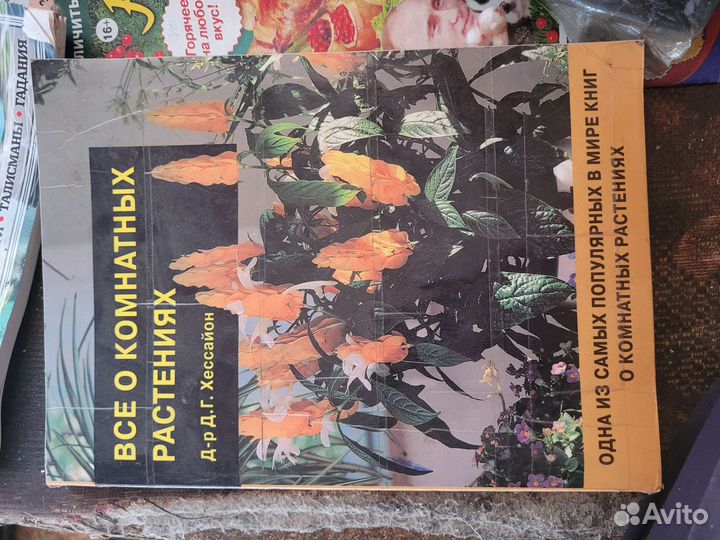 ВСЕ О КОМНАТНЫХ
РАСТЕНИЯХ
Д-р Д.Г. Хессайон
ОДНА ИЗ САМЫХ ПОПУЛЯРНЫХ В МИРЕ КНИГ
О КОМНАТНЫХ РАСТЕНИЯХ
• ТАЛИСМАНЫ • ГАДАНИЯ
16+
Горячее
на любой
вкус!
Avito